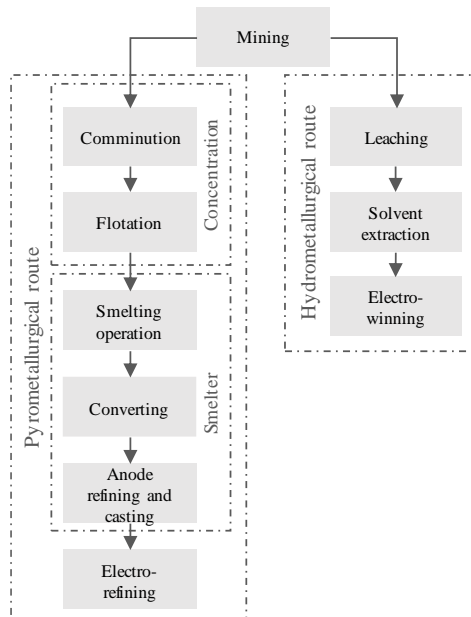 Mining
Comminution
Flotation
Concentration
Smelting
operation
Converting
Anode
refining and
casting
Smelter
Electro-
refining
Pyrometallurgical route
Leaching
Solvent
extraction
Electro-
winning
Hydrometallurgical route